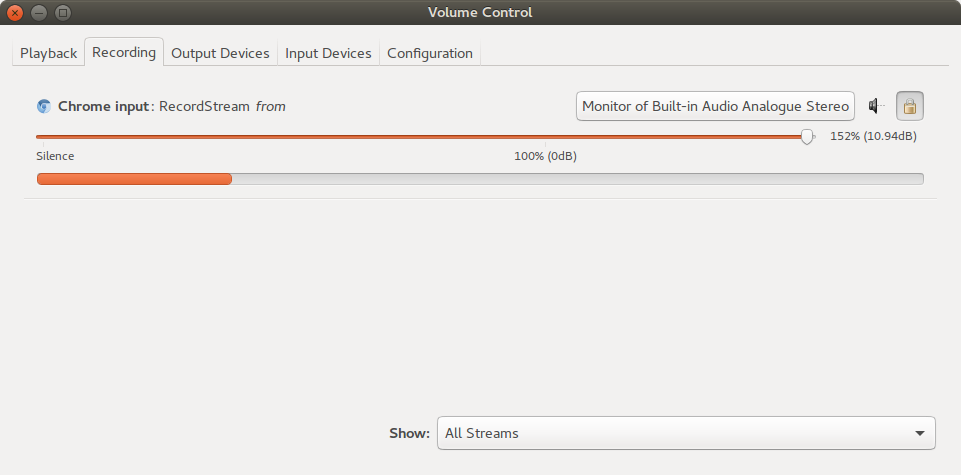 Volume Control
Playback Recording Output Devices Input Devices Configuration
Chrome input: RecordStream from Monitor of Built-in Audio Analogue Stereo
152% (10.94dB)
Silence 100% (0dB)
Show: All Streams